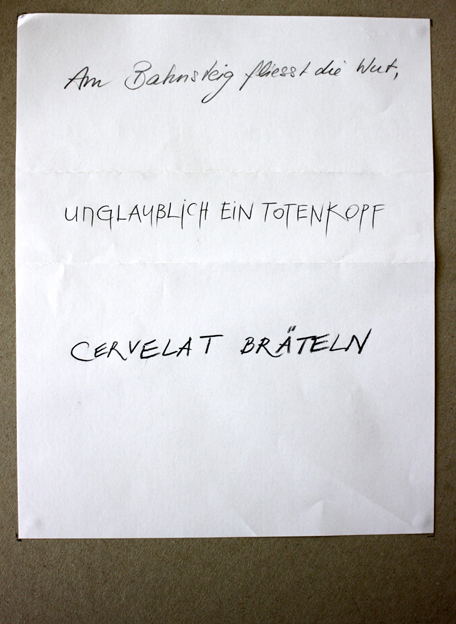 Am Bahnsteig fliesst die Wut,
UnGLAUBLiCH EiN TOTENKOPF
CERVELAT BRÄTELN